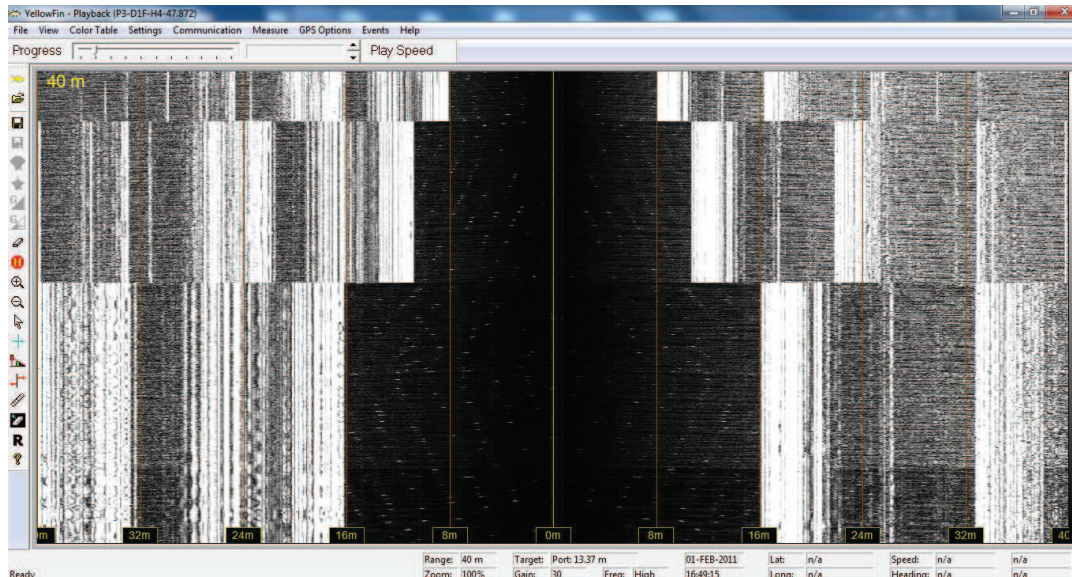 YellowFin - Playback (P3-D1F-H4-47.872)
File View Color Table Settings Communication Measure GPS Options Events Help
Progress Play Speed
40 m
H
R
?
m 32m 24m 16m 8m 0m 8m 16m 24m 32m 40
Range: 40 m Target: Port: 13.37 m 01-FEB-2011 Lat: n/a Speed: n/a n/a
Ready Zoom: 100% Gain: 30 Freq: High 16:49:15 Long: n/a Heading: n/a n/a